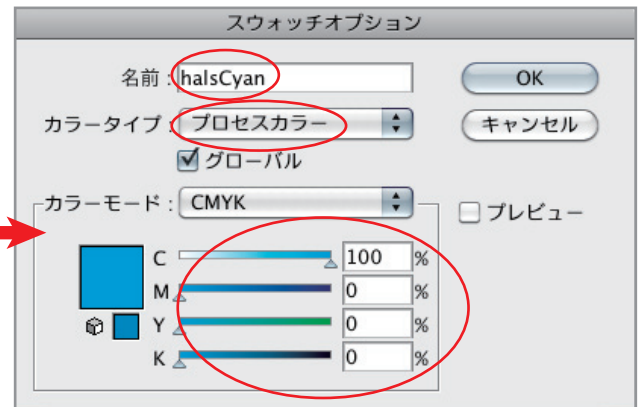 スウォッチオプション
名前 : halsCyan
OK
カラータイプ : プロセスカラー
キャンセル
グローバル
カラーモード : CMYK
プレビュー
C 100 %
M 0 %
Y 0 %
K 0 %